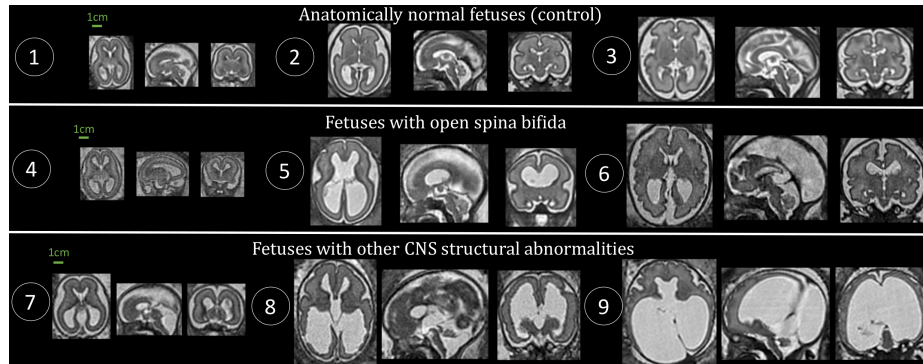 Anatomically normal fetuses (control)
1cm
1
2
3
Fetuses with open spina bifida
1cm
4
5
6
Fetuses with other CNS structural abnormalities
1cm
7
8
9